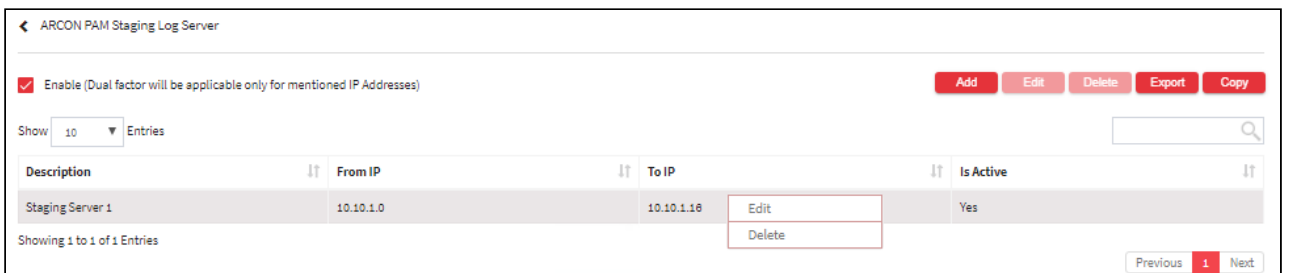 ARCON PAM Staging Log Server
Enable (Dual factor will be applicable only for mentioned IP Addresses) Add Edit Delete Export Copy
Show 10 Entries
Description From IP To IP Is Active
Staging Server 1 10.10.1.0 10.10.1.16 Edit Yes
Delete
Showing 1 to 1 of 1 Entries
Previous 1 Next